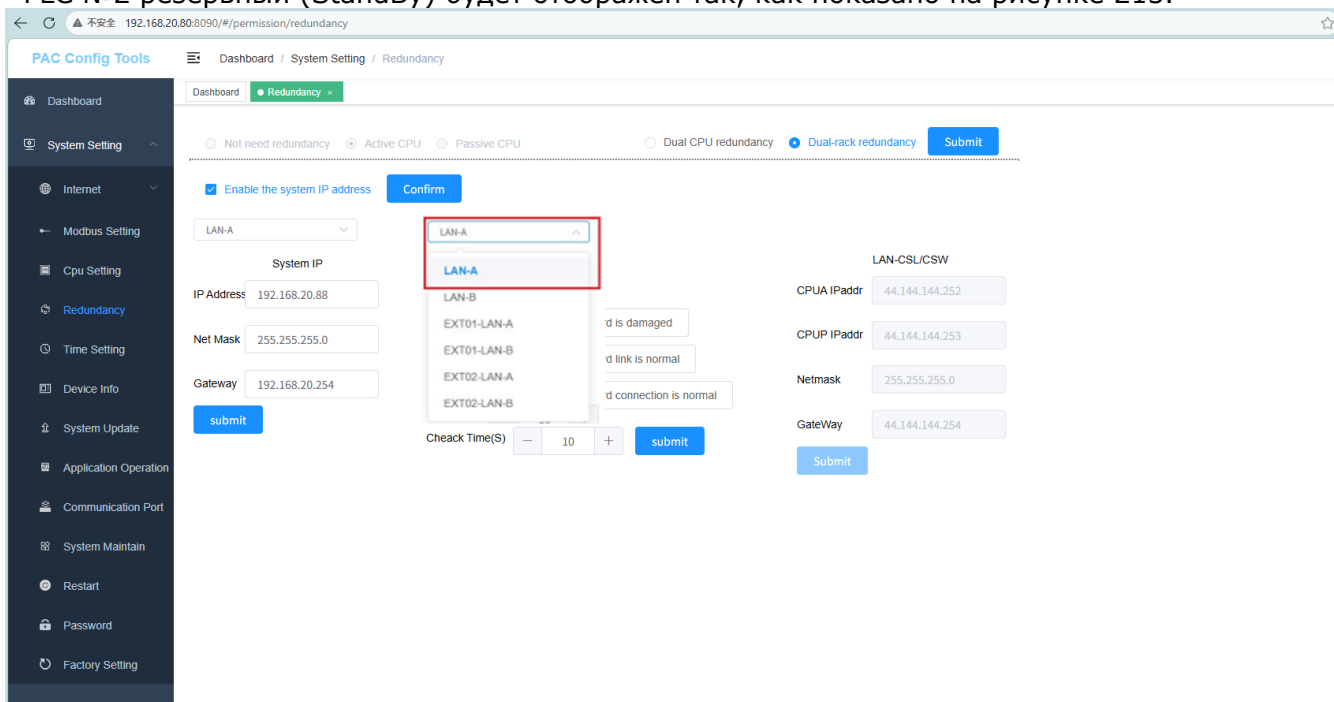 PLC №2 резервный (StandBy) будет отображен так, как показано на рисунке 213.
不安全 192.168.20.80:8090/#/permission/redundancy
PAC Config Tools
Dashboard / System Setting / Redundancy
Dashboard
Redundancy ×
Dashboard
System Setting
Not need redundancy Active CPU Passive CPU Dual CPU redundancy Dual-rack redundancy Submit
Internet
Enable the system IP address Confirm
Modbus Setting
LAN-A
LAN-A
Cpu Setting
System IP
LAN-A
LAN-CSL/CSW
IP Address 192.168.20.88
LAN-B
CPUA IPaddr 44.144.144.252
Redundancy
EXT01-LAN-A
rd is damaged
Net Mask 255.255.255.0
CPUP IPaddr 44.144.144.253
Time Setting
EXT01-LAN-B
rd link is normal
Gateway 192.168.20.254
EXT02-LAN-A
Netmask 255.255.255.0
Device Info
EXT02-LAN-B
rd connection is normal
submit
GateWay 44.144.144.254
System Update
Cheack Time(S) − 10 + submit
Submit
Application Operation
Communication Port
System Maintain
Restart
Password
Factory Setting